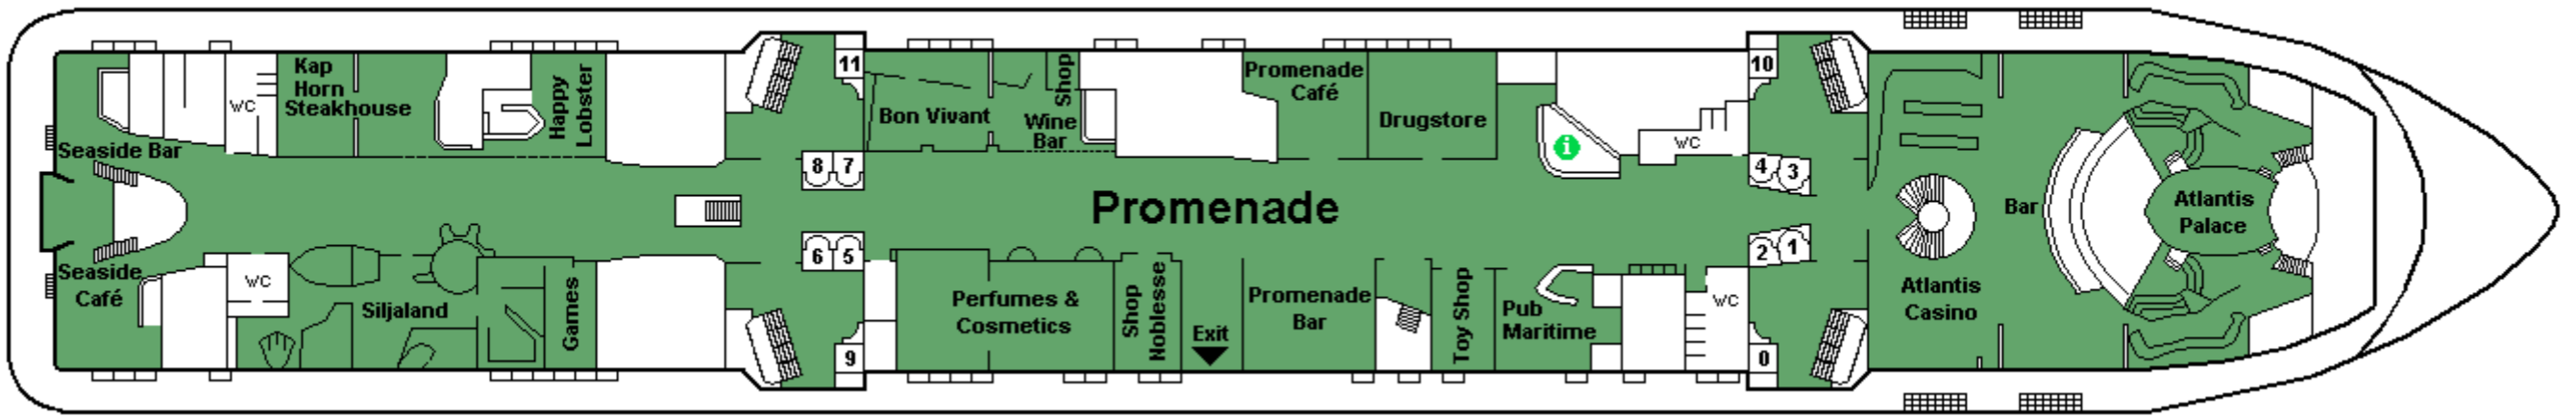 Kap
Horn
Steakhouse
WC
Happy
Lobster
Seaside Bar
11
Bon Vivant
Shop
Wine
Bar
Promenade
Café
Drugstore
i
WC
10
8 7
4 3
Promenade
Bar
Atlantis
Palace
6 5
2 1
Seaside
Café
WC
Siljaland
Games
9
Perfumes &
Cosmetics
Shop
Noblesse
Exit
Promenade
Bar
Toy Shop
Pub
Maritime
WC
0
Atlantis
Casino